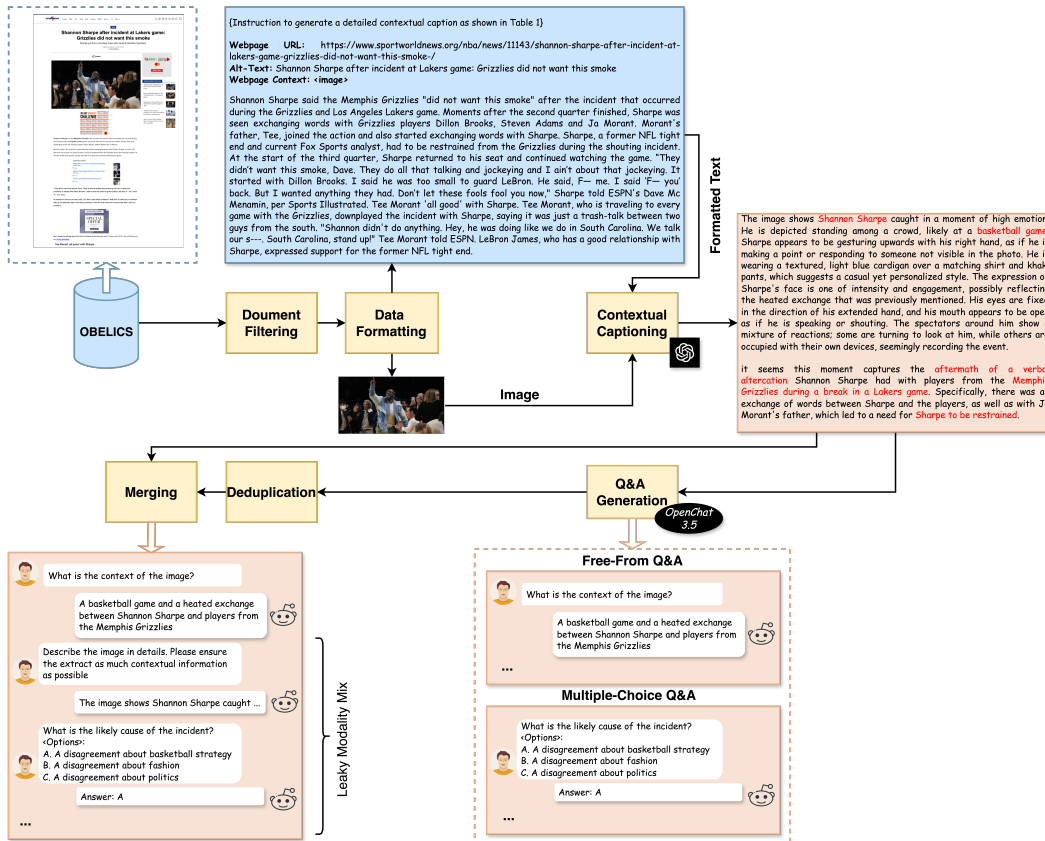 Shannon Sharpe after incident at Lakers game:
Grizzlies did not want this smoke
{Instruction to generate a detailed contextual caption as shown in Table 1}
Webpage URL: https://www.sportworldnews.org/nba/news/11143/shannon-sharpe-after-incident-at-
lakers-game-grizzlies-did-not-want-this-smoke-/
Alt-Text: Shannon Sharpe after incident at Lakers game: Grizzlies did not want this smoke
Webpage Context: <image>
Shannon Sharpe said the Memphis Grizzlies "did not want this smoke" after the incident that occurred
during the Grizzlies and Los Angeles Lakers game. Moments after the second quarter finished, Sharpe was
seen exchanging words with Grizzlies players Dillon Brooks, Steven Adams and Ja Morant. Morant's
father, Tee, joined the action and also started exchanging words with Sharpe. Sharpe, a former NFL tight
end and current Fox Sports analyst, had to be restrained from the Grizzlies during the shouting incident.
At the start of the third quarter, Sharpe returned to his seat and continued watching the game. "They
didn't want this smoke, Dave. They do all that talking and jockeying and I ain't about that jockeying. It
started with Dillon Brooks. I said he was too small to guard LeBron. He said, F— me. I said 'F— you'
back. But I wanted anything they had. Don't let these fools fool you now," Sharpe told ESPN's Dave Mc
Menamin, per Sports Illustrated. Tee Morant 'all good' with Sharpe. Tee Morant, who is traveling to every
game with the Grizzlies, downplayed the incident with Sharpe, saying it was just a trash-talk between two
guys from the south. "Shannon didn't do anything. Hey, he was doing like we do in South Carolina. We talk
our s---. South Carolina, stand up!" Tee Morant told ESPN. LeBron James, who has a good relationship with
Sharpe, expressed support for the former NFL tight end.
Formatted Text
OBELICS
Doument
Filtering
Data
Formatting
Contextual
Captioning
Image
The image shows Shannon Sharpe caught in a moment of high emotion
He is depicted standing among a crowd, likely at a basketball game
Sharpe appears to be gesturing upwards with his right hand, as if he i
making a point or responding to someone not visible in the photo. He i
wearing a textured, light blue cardigan over a matching shirt and khak
pants, which suggests a casual yet personalized style. The expression o
Sharpe's face is one of intensity and engagement, possibly reflecting
the heated exchange that was previously mentioned. His eyes are fixed
in the direction of his extended hand, and his mouth appears to be ope
as if he is speaking or shouting. The spectators around him show
mixture of reactions; some are turning to look at him, while others are
occupied with their own devices, seemingly recording the event.
it seems this moment captures the aftermath of a verba
altercation Shannon Sharpe had with players from the Memphi
Grizzlies during a break in a Lakers game. Specifically, there was a
exchange of words between Sharpe and the players, as well as with J
Morant's father, which led to a need for Sharpe to be restrained.
Merging
Deduplication
Q&A
Generation
OpenChat
3.5
What is the context of the image?
A basketball game and a heated exchange
between Shannon Sharpe and players from
the Memphis Grizzlies
Describe the image in details. Please ensure
the extract as much contextual information
as possible
The image shows Shannon Sharpe caught ...
What is the likely cause of the incident?
<Options>:
A. A disagreement about basketball strategy
B. A disagreement about fashion
C. A disagreement about politics
Answer: A
...
Leaky Modality Mix
Free-From Q&A
What is the context of the image?
A basketball game and a heated exchange
between Shannon Sharpe and players from
the Memphis Grizzlies
...
Multiple-Choice Q&A
What is the likely cause of the incident?
<Options>:
A. A disagreement about basketball strategy
B. A disagreement about fashion
C. A disagreement about politics
Answer: A
...